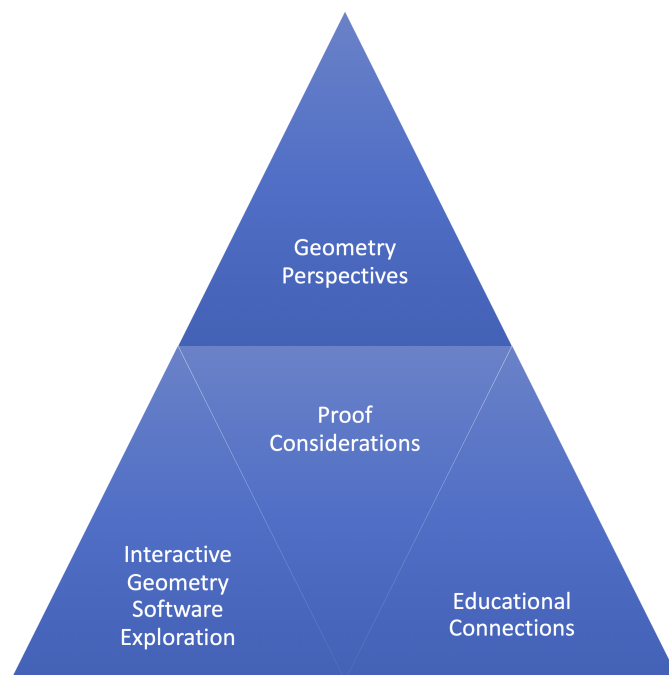 Geometry
Perspectives
Proof
Considerations
Interactive
Geometry
Software
Exploration
Educational
Connections